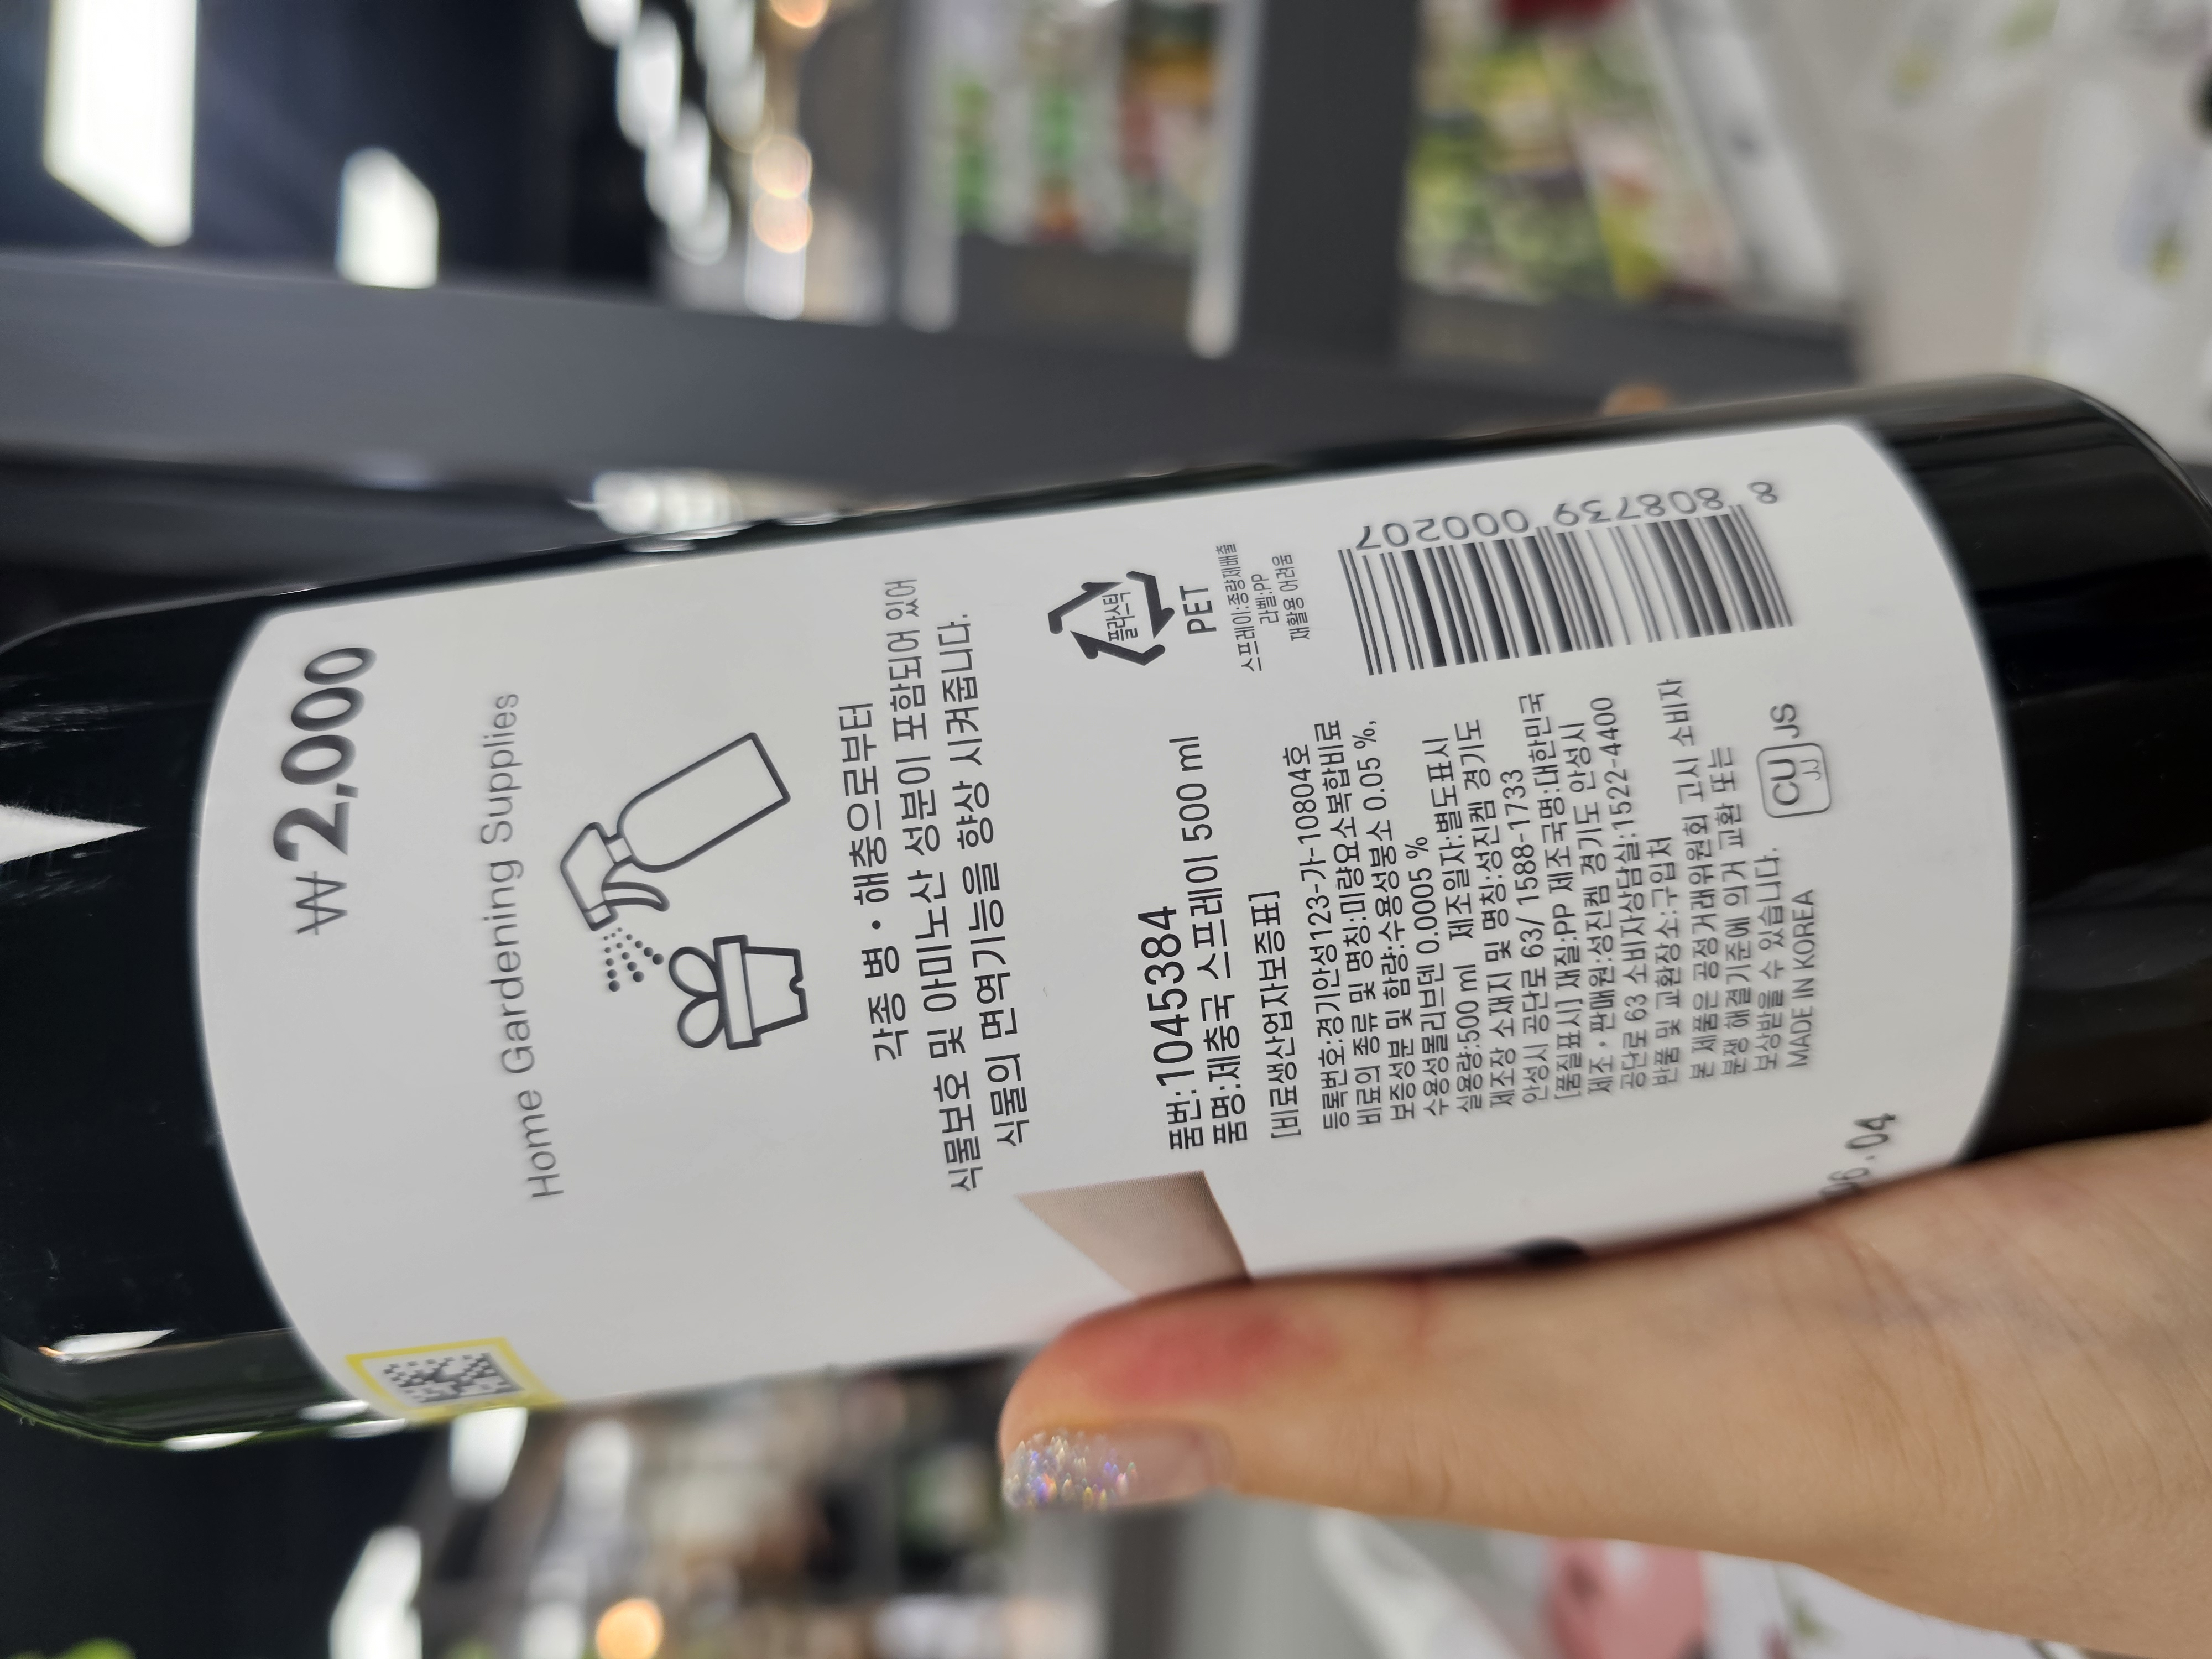 ₩2,000
Home Gardening Supplies
각종 병·해충으로부터
식물보호 및 아미노산 성분이 포함되어 있어
식물의 면역기능을 향상 시켜줍니다.
플라스틱
PET
스프레이:종량제배출
라벨:PP
재활용 어려움
품번:1045384
품명:제충국 스프레이 500 ml
[비료생산업자보증표]
등록번호:경기안성123-가-10804호
비료의 종류 및 명칭:미량요소복합비료
보증성분 및 함량:수용성붕소 0.05 %,
수용성몰리브덴 0.0005 %
실용량:500 ml 제조일자:별도표시
제조장 소재지 및 명칭:성진켐 경기도
안성시 공단로 63/ 1588-1733
[품질표시] 재질:PP 제조국명:대한민국
제조·판매원:성진켐 경기도 안성시
공단로 63 소비자상담실:1522-4400
반품 및 교환장소:구입처
본 제품은 공정거래위원회 고시 소비자
분쟁 해결기준에 의거 교환 또는
보상받을 수 있습니다.
MADE IN KOREA
CU JS
JJ
8 808739 000207
06.04